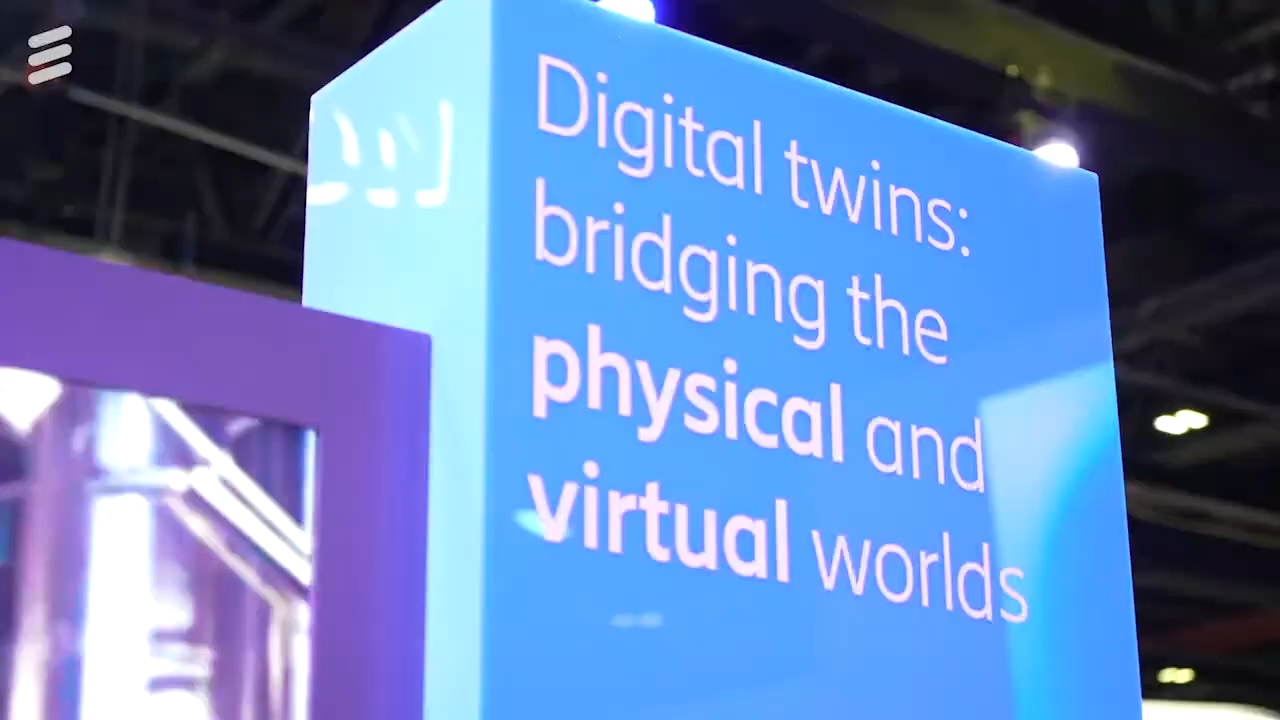 Digital twins:
bridging the
physical and
virtual worlds